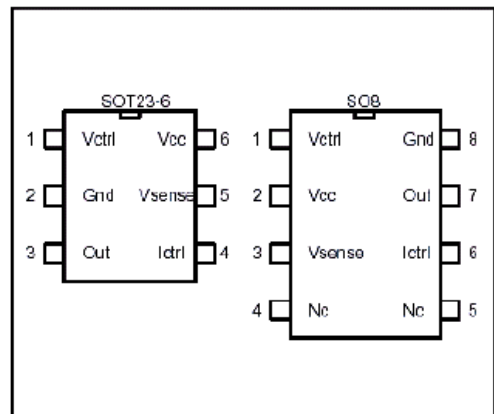 SOT23-6 SO8
1 Vctrl Vcc 6 1 Vctrl Gnd 8
2 Gnd Vsense 5 2 Vcc Out 7
3 Out Ictrl 4 3 Vsense Ictrl 6
4 Nc Nc 5